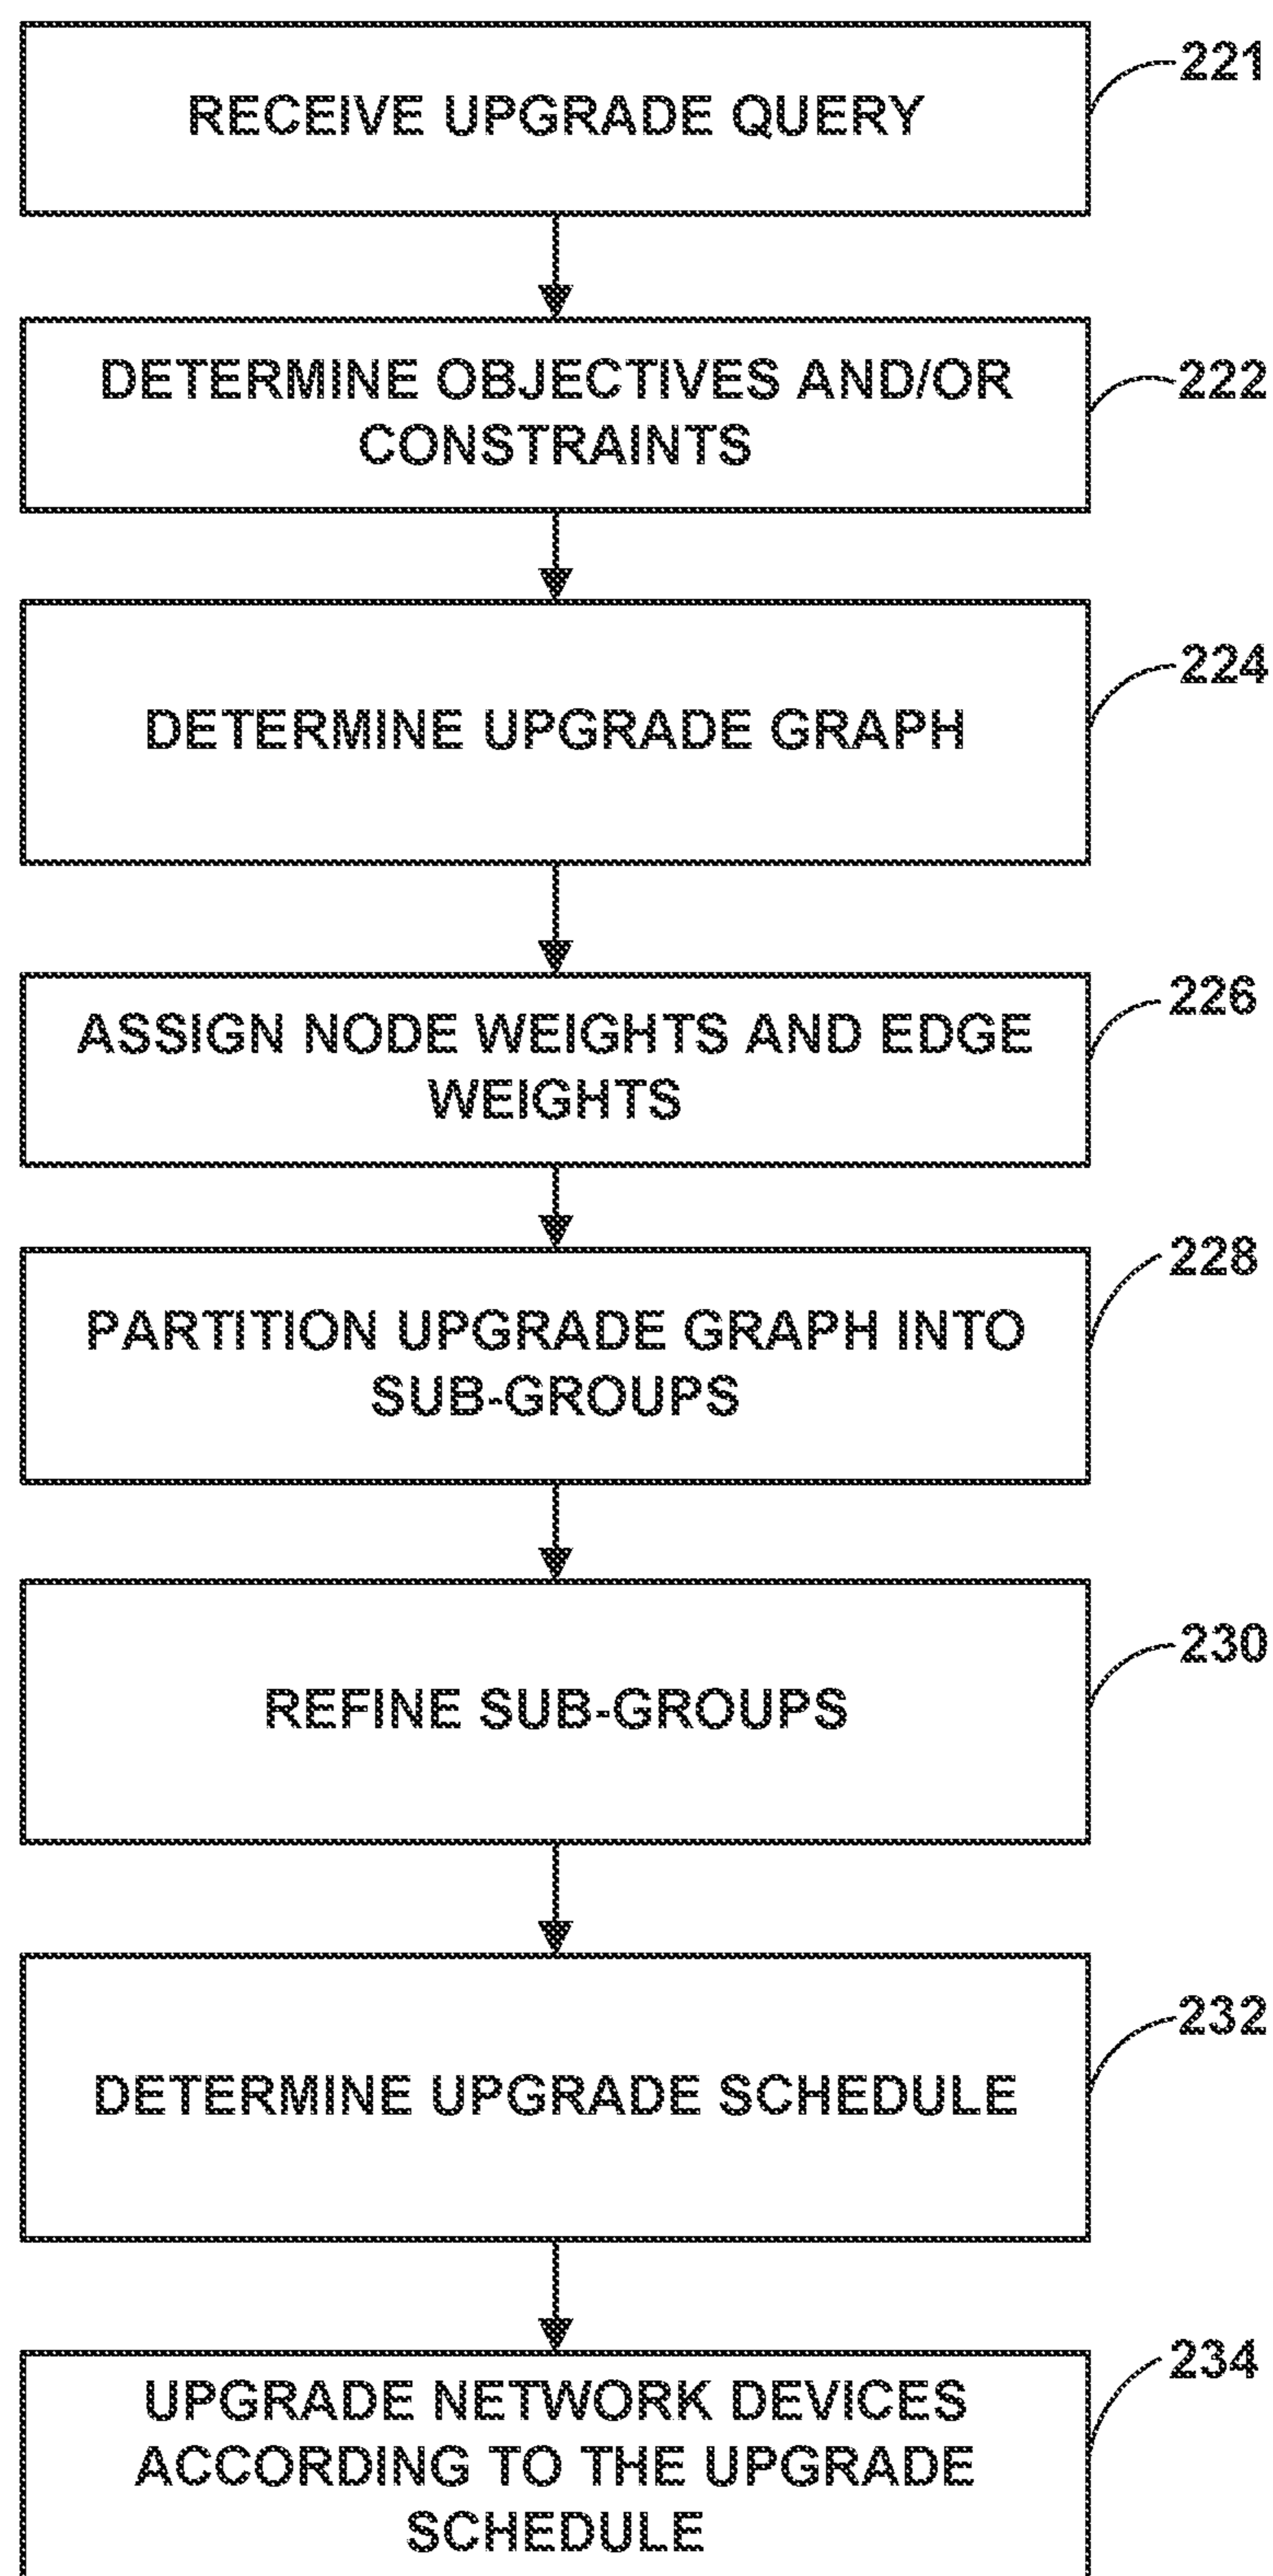 RECEIVE UPGRADE QUERY
221
DETERMINE OBJECTIVES AND/OR
CONSTRAINTS
222
DETERMINE UPGRADE GRAPH
224
ASSIGN NODE WEIGHTS AND EDGE
WEIGHTS
226
PARTITION UPGRADE GRAPH INTO
SUB-GROUPS
228
REFINE SUB-GROUPS
230
DETERMINE UPGRADE SCHEDULE
232
UPGRADE NETWORK DEVICES
ACCORDING TO THE UPGRADE
SCHEDULE
234